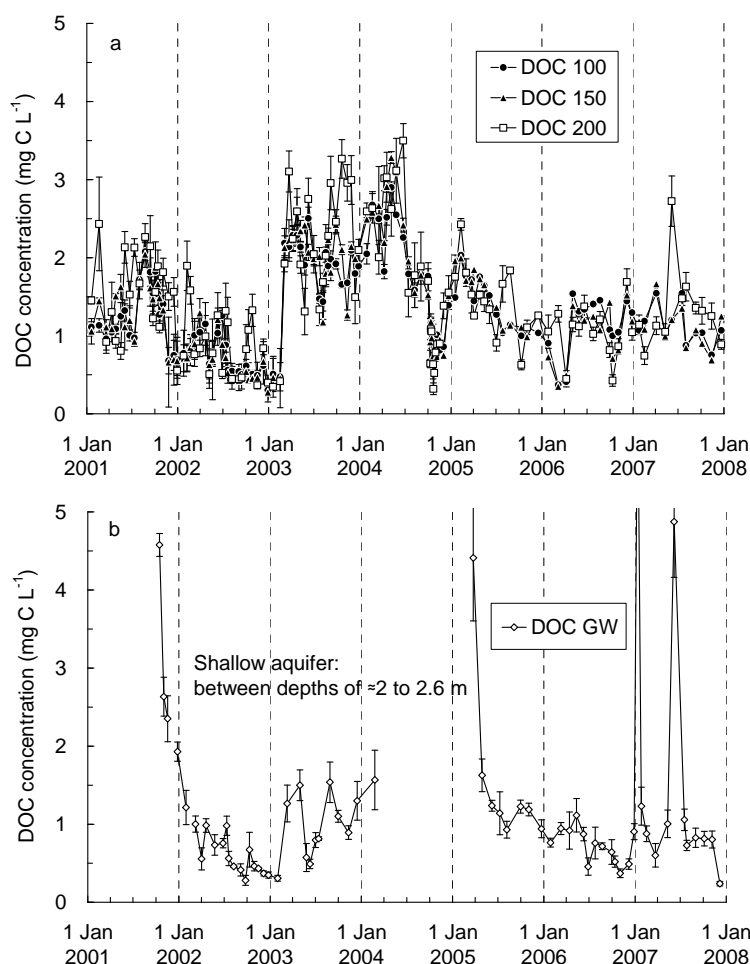 a
DOC concentration (mg C L⁻¹)
5
4
3
2
1
0
DOC 100
DOC 150
DOC 200
1 Jan 1 Jan 1 Jan 1 Jan 1 Jan 1 Jan 1 Jan 1 Jan
2001 2002 2003 2004 2005 2006 2007 2008
b
DOC concentration (mg C L⁻¹)
5
4
3
2
1
0
DOC GW
Shallow aquifer:
between depths of ≈2 to 2.6 m
1 Jan 1 Jan 1 Jan 1 Jan 1 Jan 1 Jan 1 Jan 1 Jan
2001 2002 2003 2004 2005 2006 2007 2008